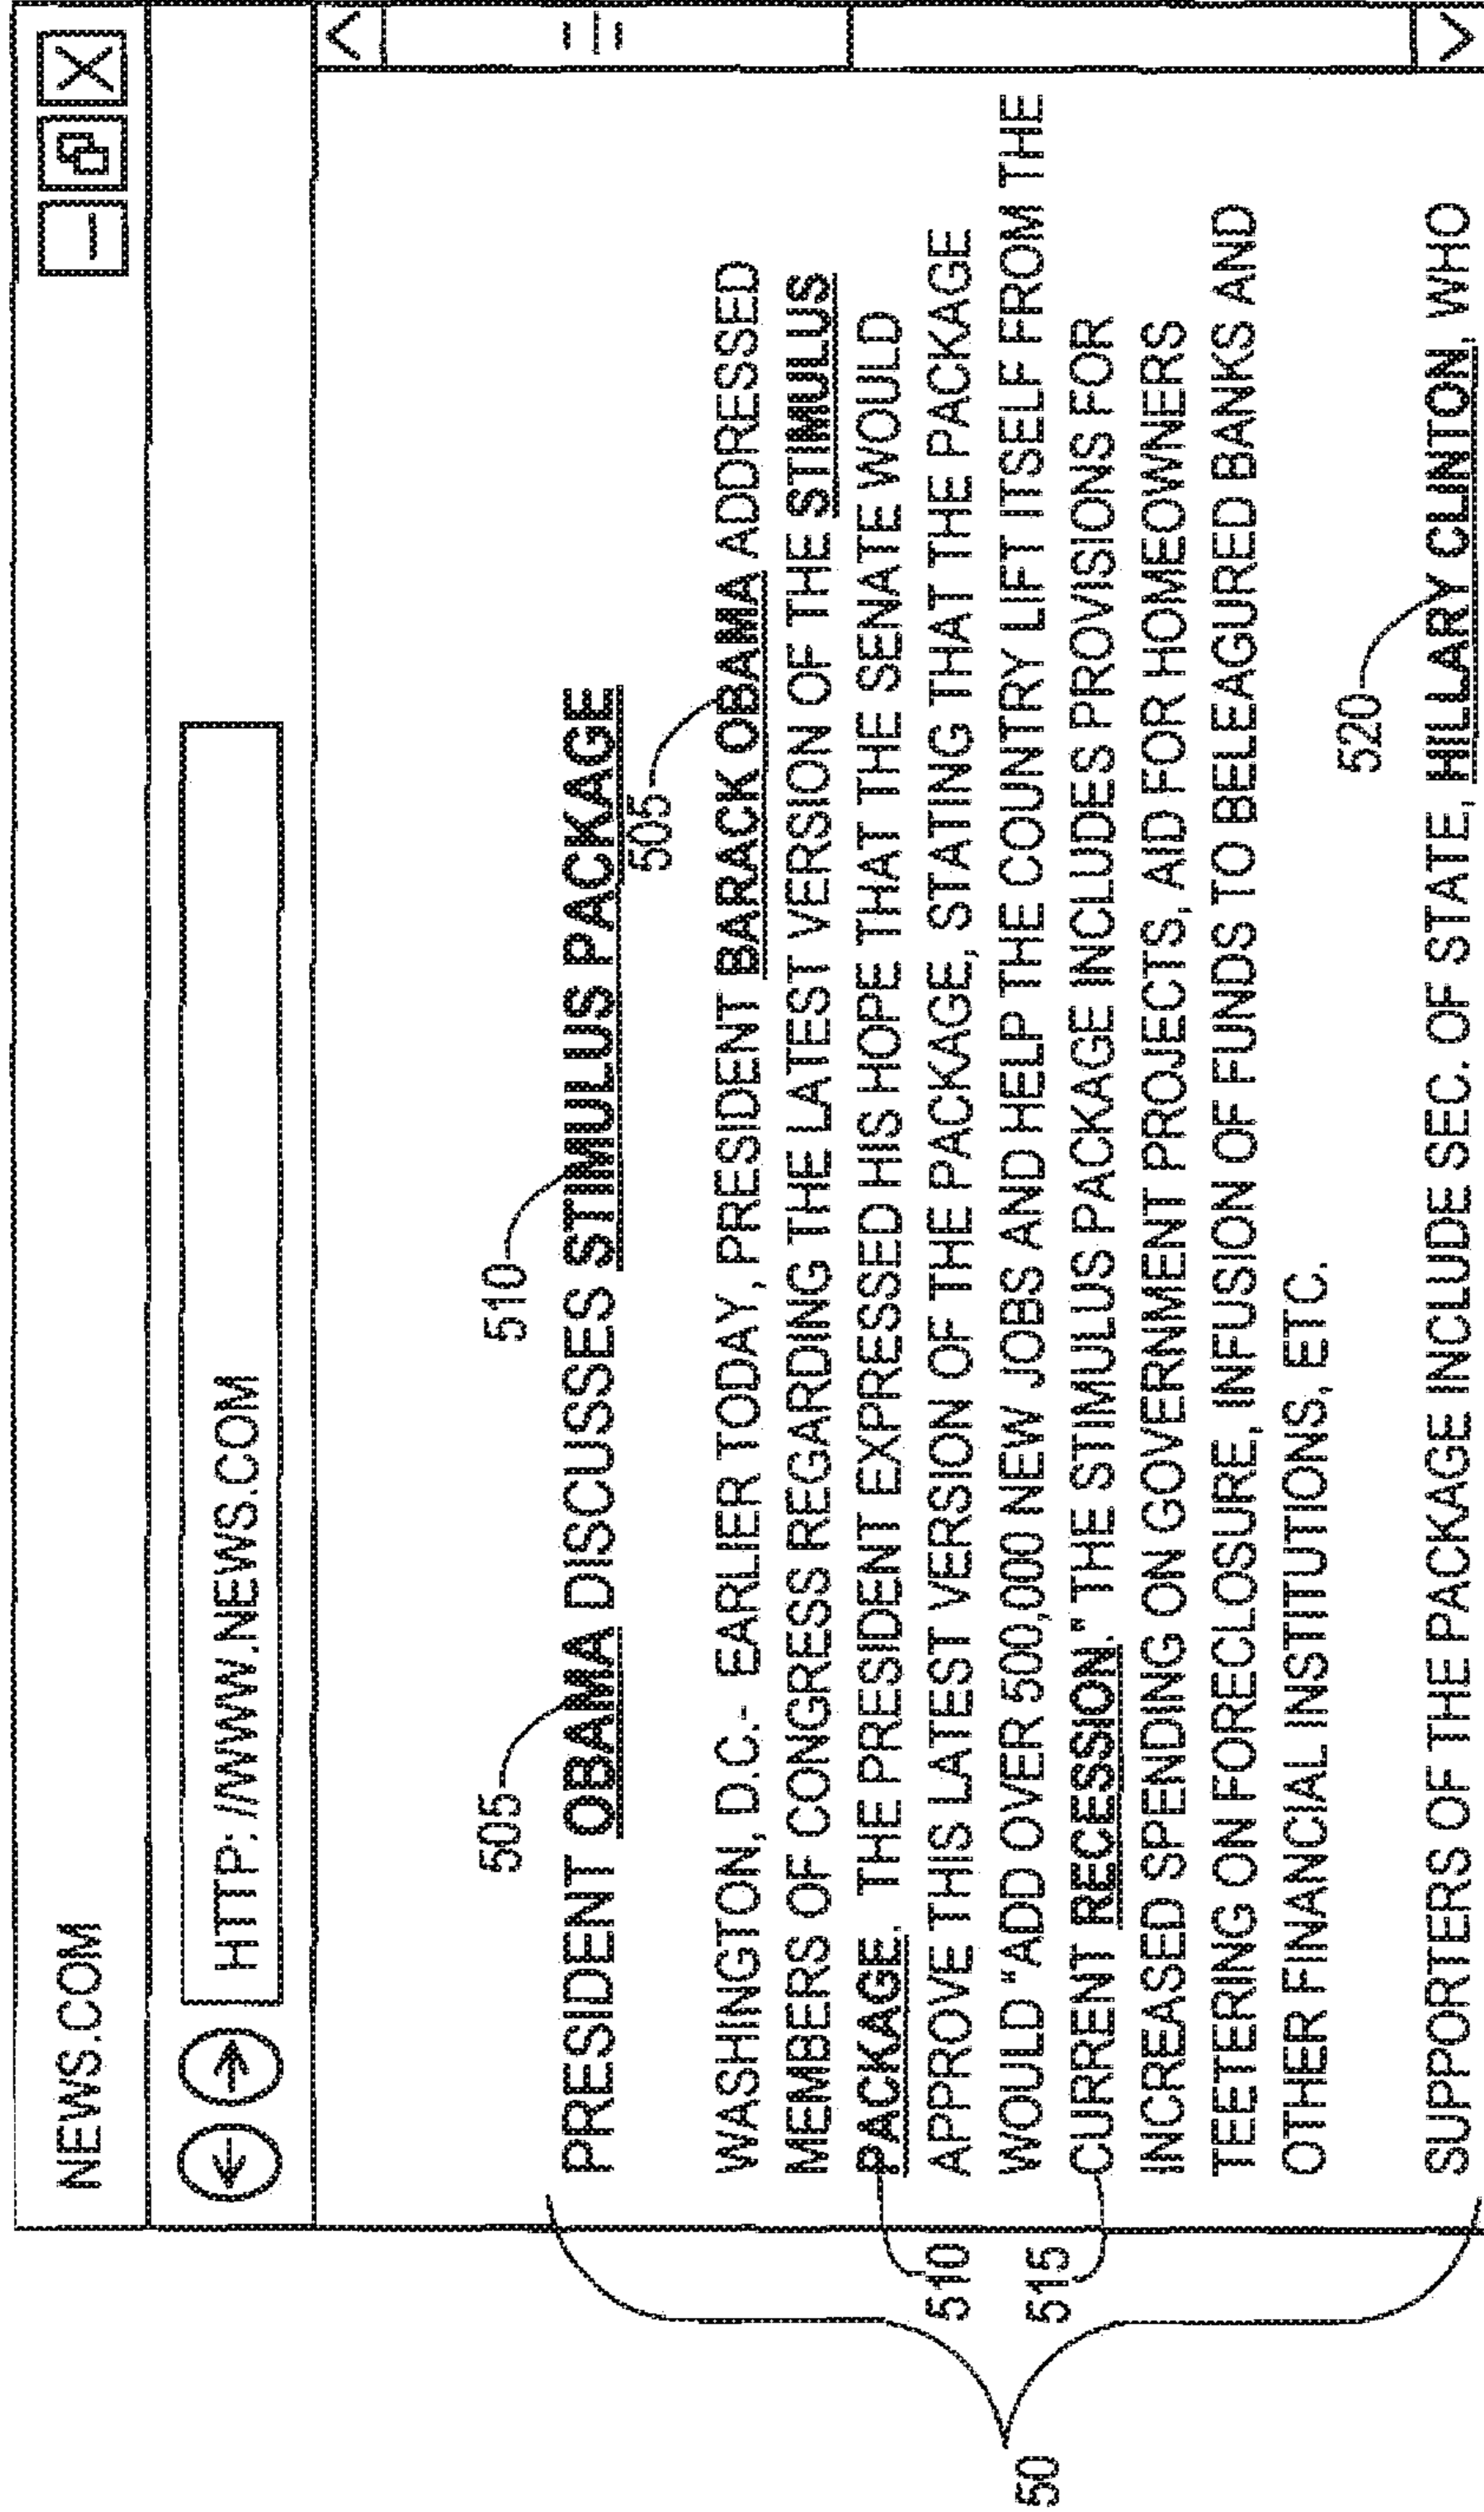 NEWS.COM
HTTP: //WWW.NEWS.COM
510
505
PRESIDENT OBAMA DISCUSSES STIMULUS PACKAGE
505
WASHINGTON, D.C.- EARLIER TODAY, PRESIDENT BARACK OBAMA ADDRESSED
MEMBERS OF CONGRESS REGARDING THE LATEST VERSION OF THE STIMULUS
PACKAGE. THE PRESIDENT EXPRESSED HIS HOPE THAT THE SENATE WOULD
510
APPROVE THIS LATEST VERSION OF THE PACKAGE, STATING THAT THE PACKAGE
WOULD "ADD OVER 500,000 NEW JOBS AND HELP THE COUNTRY LIFT ITSELF FROM THE
50
515
CURRENT RECESSION." THE STIMULUS PACKAGE INCLUDES PROVISIONS FOR
INCREASED SPENDING ON GOVERNMENT PROJECTS, AID FOR HOMEOWNERS
TEETERING ON FORECLOSURE, INFUSION OF FUNDS TO BELEAGURED BANKS AND
OTHER FINANCIAL INSTITUTIONS, ETC.
520
SUPPORTERS OF THE PACKAGE INCLUDE SEC. OF STATE, HILLARY CLINTON, WHO